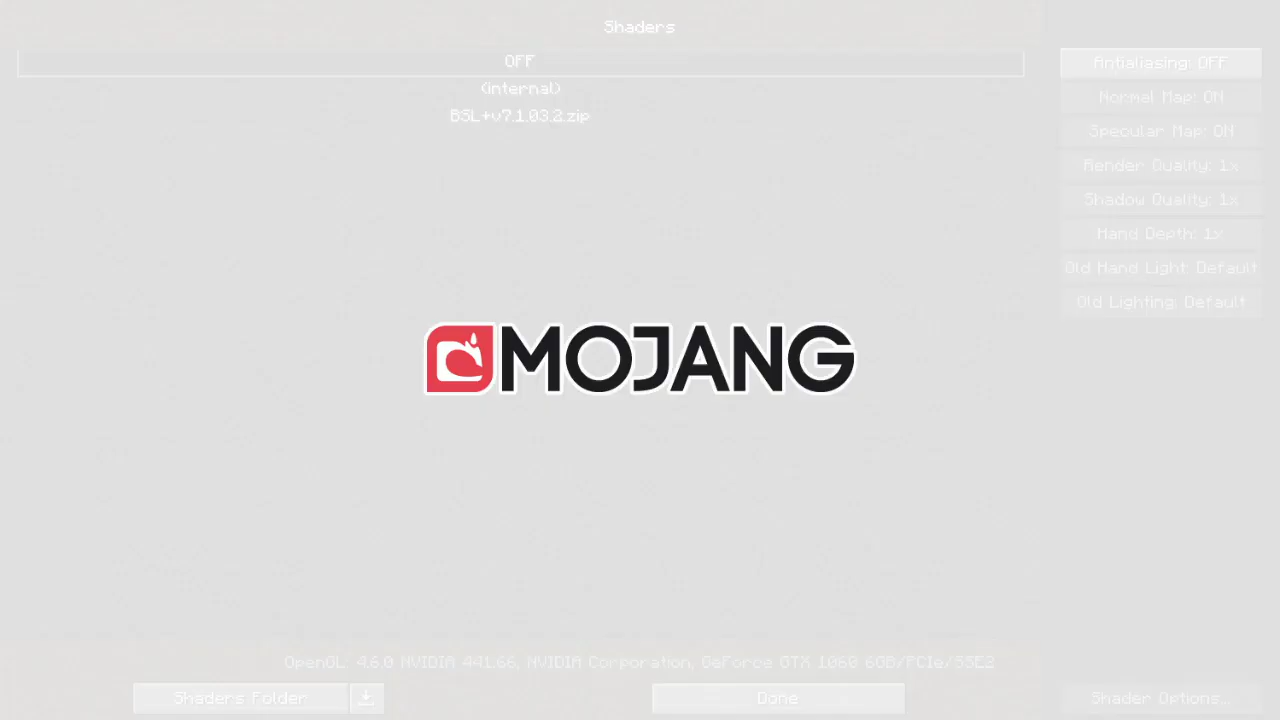 Shaders
OFF
(internal)
BSL+v7.1.03.2.zip
Antialiasing: OFF
Normal Map: ON
Specular Map: ON
Render Quality: 1x
Shadow Quality: 1x
Hand Depth: 1x
Old Hand Light: Default
Old Lighting: Default
MOJANG
OpenGL: 4.6.0 NVIDIA 441.66, NVIDIA Corporation, GeForce GTX 1060 6GB/PCIe/SSE2
Shaders Folder
Done
Shader Options...